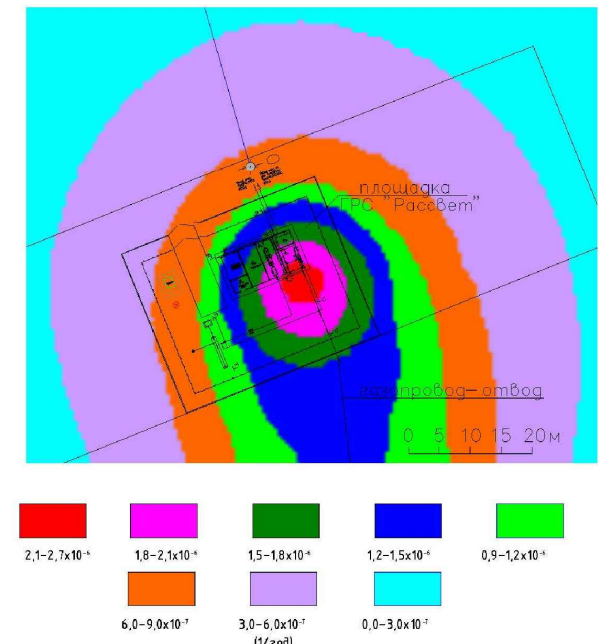 площадка
ГРС "Рассвет"
газопровод-отвод
0 5 10 15 20м
2,1-2,7x10⁻⁶ 1,8-2,1x10⁻⁶ 1,5-1,8x10⁻⁶ 1,2-1,5x10⁻⁶ 0,9-1,2x10⁻⁶
6,0-9,0x10⁻⁷ 3,0-6,0x10⁻⁷ 0,0-3,0x10⁻⁷
(1/год)